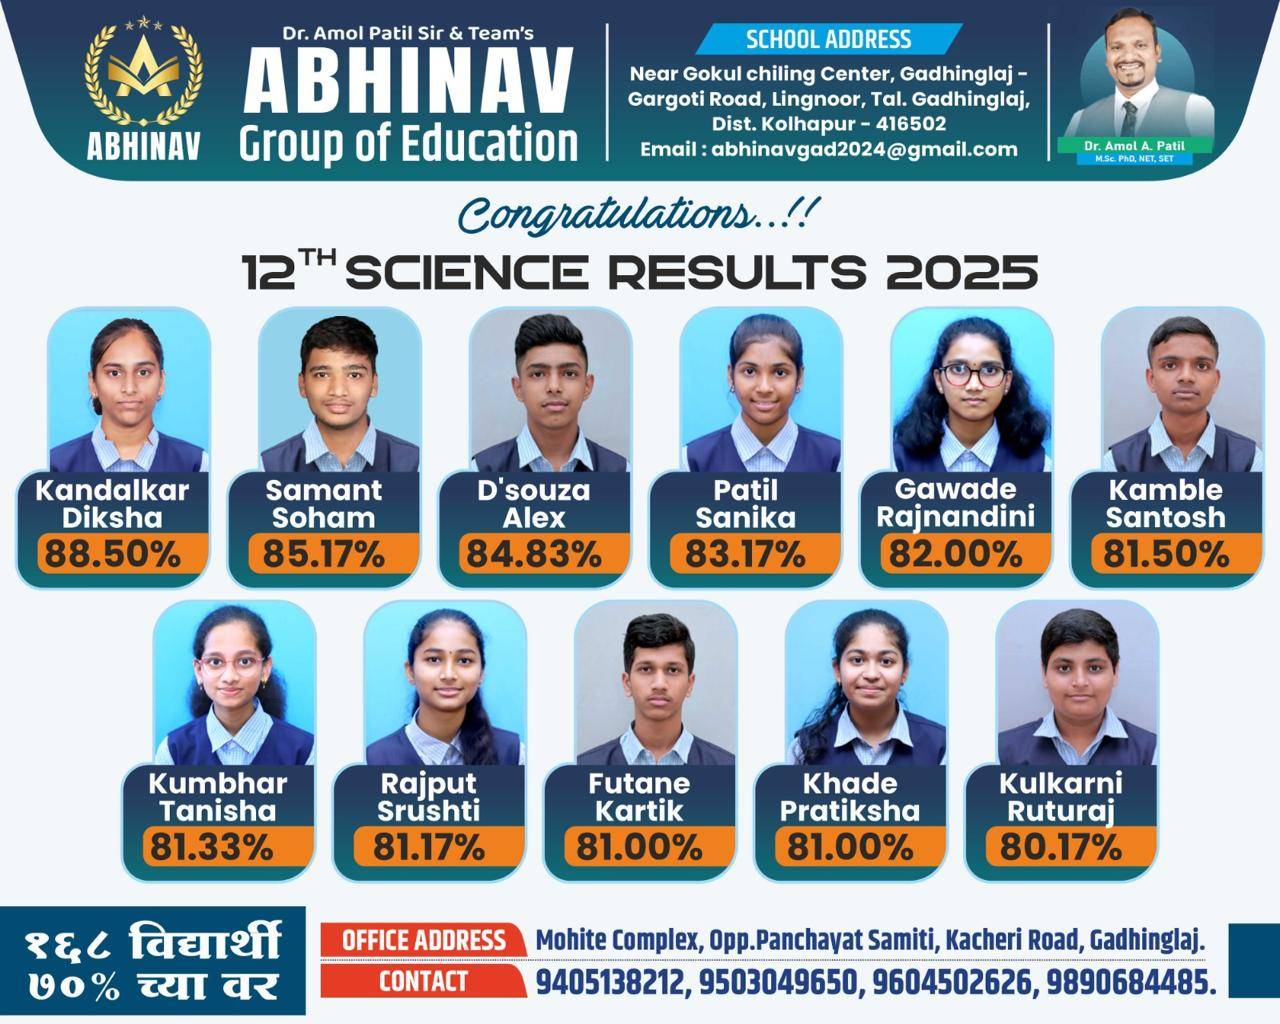 ABHINAV
Dr. Amol Patil Sir & Team's
ABHINAV
Group of Education
SCHOOL ADDRESS
Near Gokul chiling Center, Gadhinglaj -
Gargoti Road, Lingnoor, Tal. Gadhinglaj,
Dist. Kolhapur - 416502
Email : abhinavgad2024@gmail.com
Dr. Amol A. Patil
M.Sc. PhD, NET, SET
Congratulations..!!
12TH SCIENCE RESULTS 2025
Kandalkar
Diksha
88.50%
Samant
Soham
85.17%
D'souza
Alex
84.83%
Patil
Sanika
83.17%
Gawade
Rajnandini
82.00%
Kamble
Santosh
81.50%
Kumbhar
Tanisha
81.33%
Rajput
Srushti
81.17%
Futane
Kartik
81.00%
Khade
Pratiksha
81.00%
Kulkarni
Ruturaj
80.17%
१६८ विद्यार्थी
७०% च्या वर
OFFICE ADDRESS
Mohite Complex, Opp.Panchayat Samiti, Kacheri Road, Gadhinglaj.
CONTACT
9405138212, 9503049650, 9604502626, 9890684485.